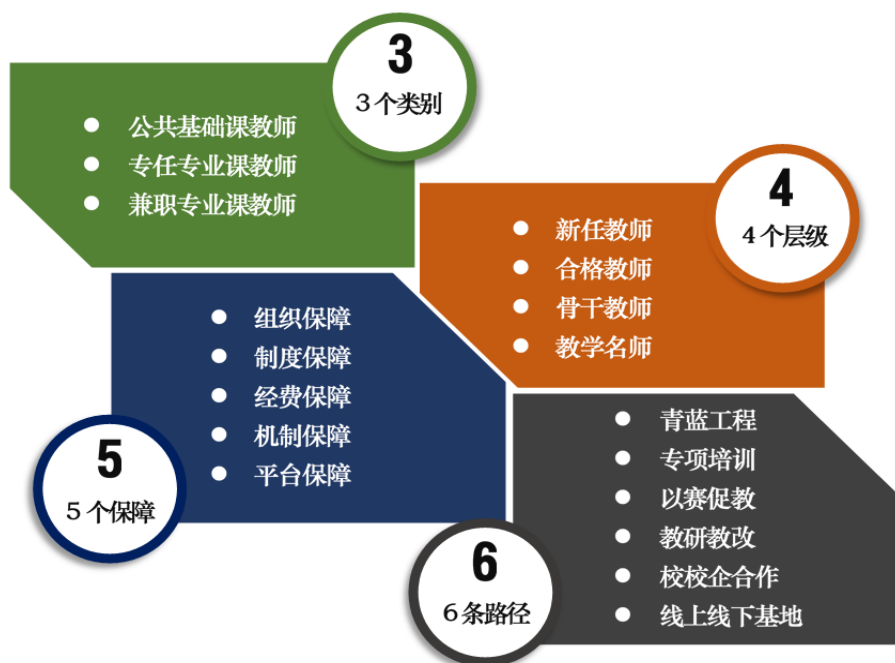 3
3个类别
公共基础课教师
专任专业课教师
兼职专业课教师
4
4个层级
新任教师
合格教师
骨干教师
教学名师
5
5个保障
组织保障
制度保障
经费保障
机制保障
平台保障
6
6条路径
青蓝工程
专项培训
以赛促教
教研教改
校校企合作
线上线下基地